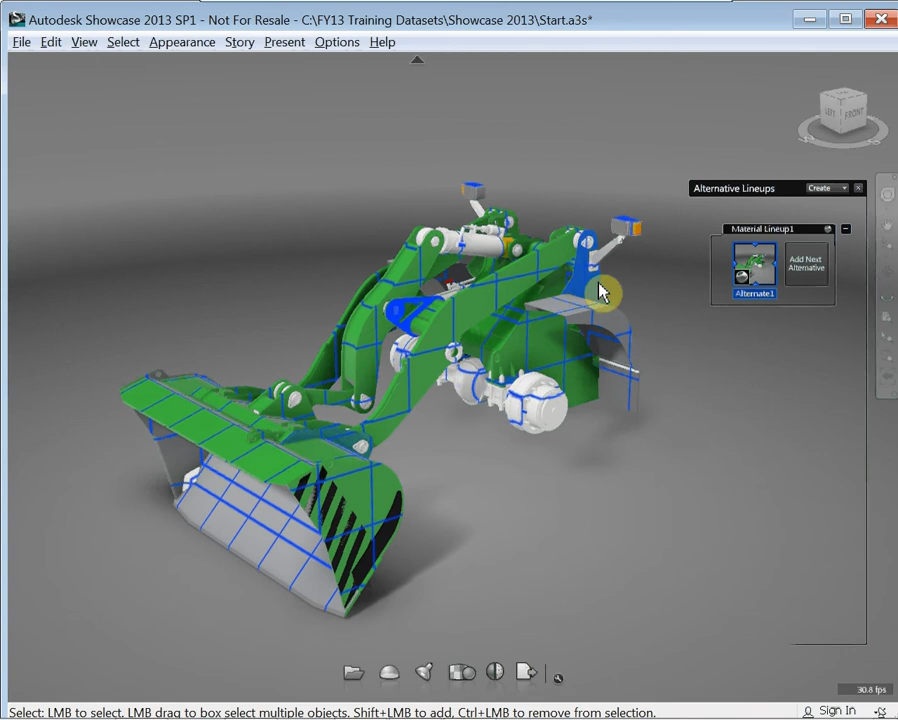 Autodesk Showcase 2013 SP1 - Not For Resale - C:\FY13 Training Datasets\Showcase 2013\Start.a3s*
File Edit View Select Appearance Story Present Options Help
LEFT FRONT
Alternative Lineups Create
Material Lineup1
Alternate1
Add Next
Alternative
30.8 fps
Select: LMB to select. LMB drag to box select multiple objects. Shift+LMB to add, Ctrl+LMB to remove from selection.
Sign In